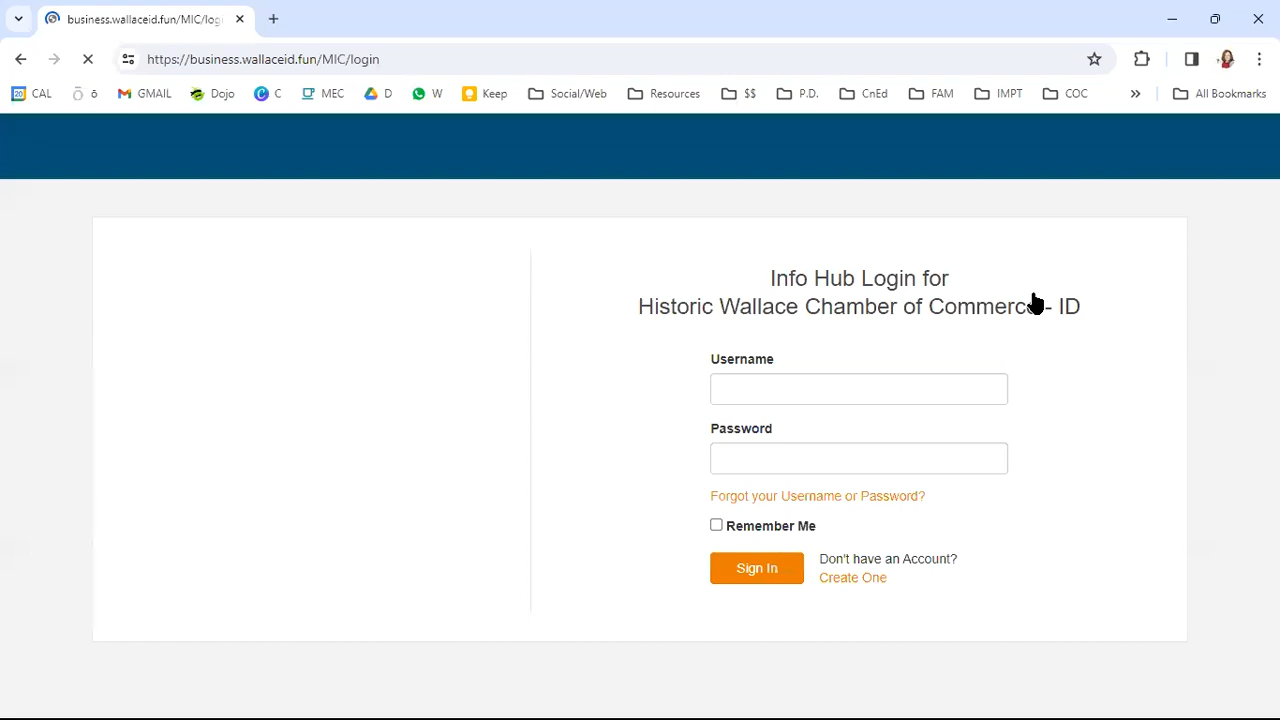 business.wallaceid.fun/MIC/log
https://business.wallaceid.fun/MIC/login
20 CAL ō ō GMAIL Dojo C C MEC D W Keep Social/Web Resources $$ P.D. CnEd FAM IMPT COC » All Bookmarks
Info Hub Login for
Historic Wallace Chamber of Commerce - ID
Username
Password
Forgot your Username or Password?
Remember Me
Sign In
Don't have an Account?
Create One